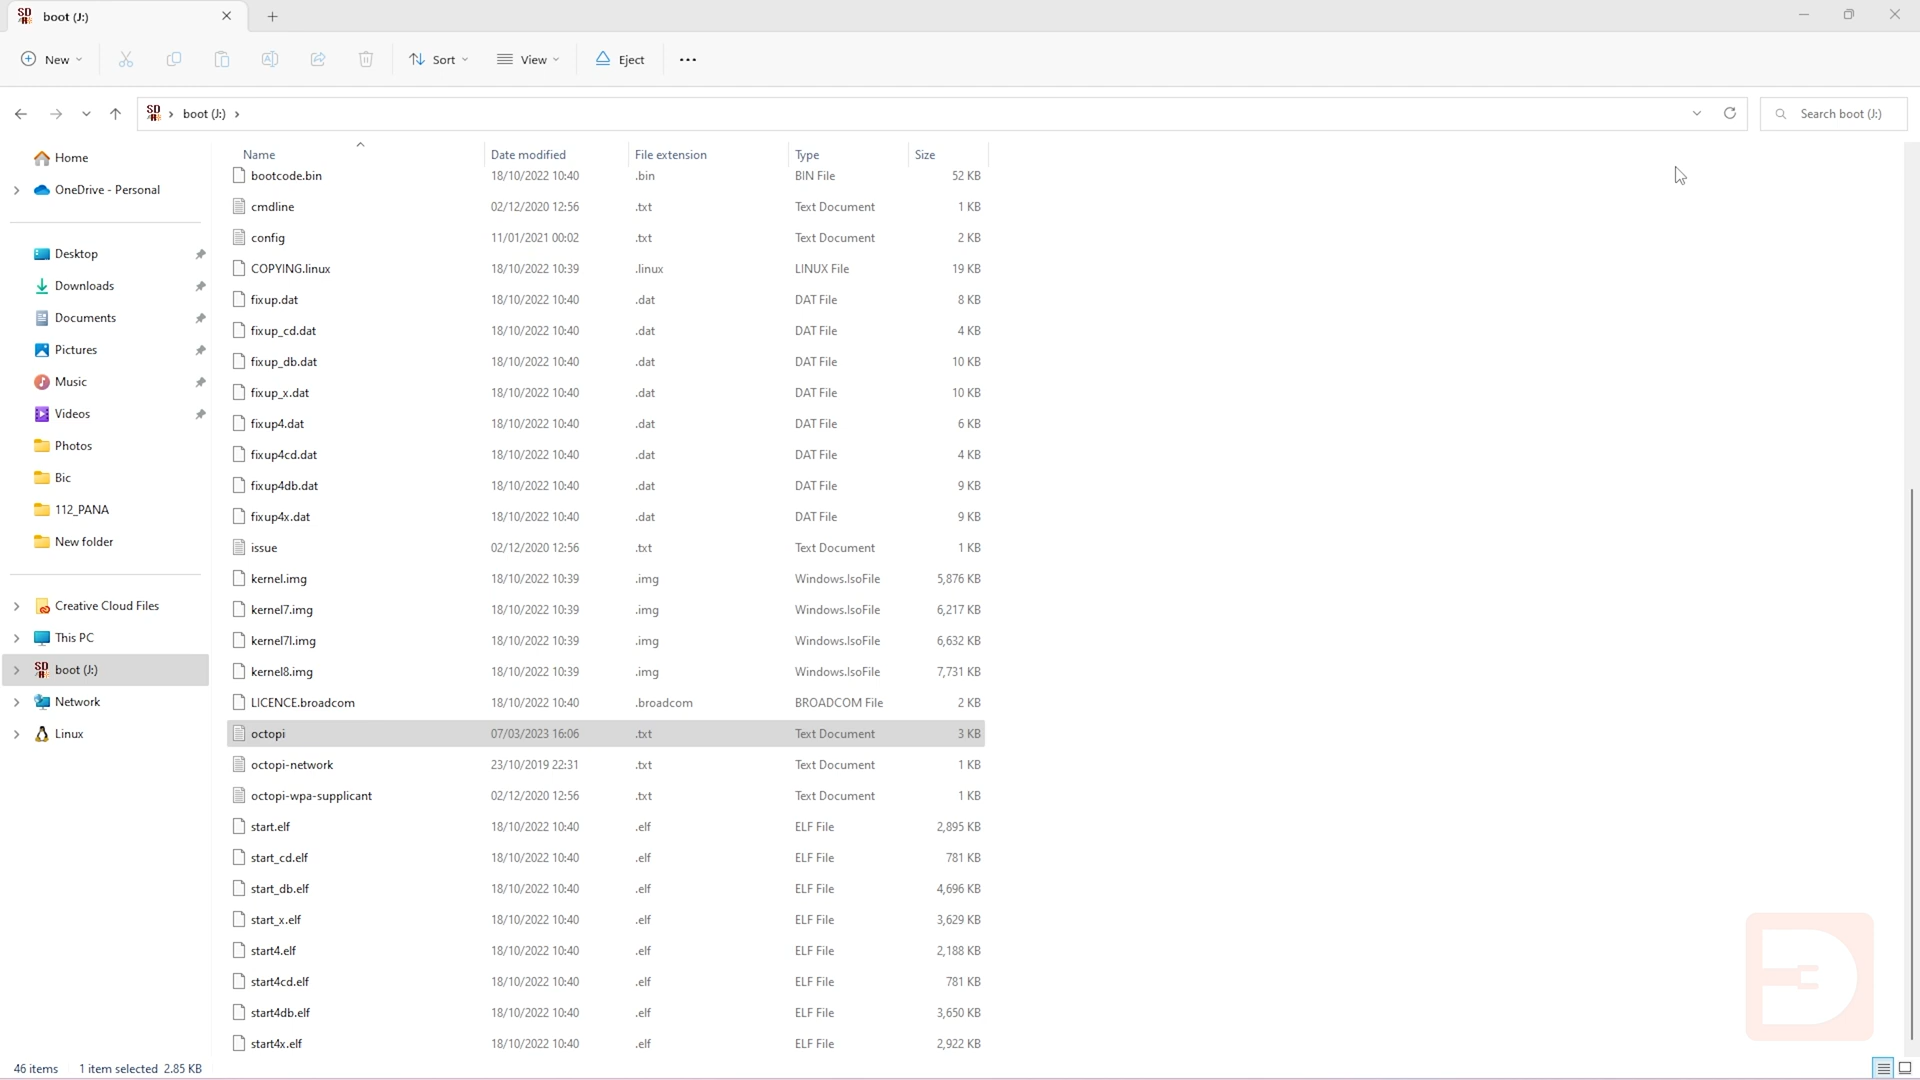 boot (J:)
New
Sort
View
Eject
boot (J:)
Search boot (J:)
Home
OneDrive - Personal
Desktop
Downloads
Documents
Pictures
Music
Videos
Photos
Bic
112_PANA
New folder
Creative Cloud Files
This PC
boot (J:)
Network
Linux
Name Date modified File extension Type Size
bootcode.bin 18/10/2022 10:40 .bin BIN File 52 KB
cmdline 02/12/2020 12:56 .txt Text Document 1 KB
config 11/01/2021 00:02 .txt Text Document 2 KB
COPYING.linux 18/10/2022 10:39 .linux LINUX File 19 KB
fixup.dat 18/10/2022 10:40 .dat DAT File 8 KB
fixup_cd.dat 18/10/2022 10:40 .dat DAT File 4 KB
fixup_db.dat 18/10/2022 10:40 .dat DAT File 10 KB
fixup_x.dat 18/10/2022 10:40 .dat DAT File 10 KB
fixup4.dat 18/10/2022 10:40 .dat DAT File 6 KB
fixup4cd.dat 18/10/2022 10:40 .dat DAT File 4 KB
fixup4db.dat 18/10/2022 10:40 .dat DAT File 9 KB
fixup4x.dat 18/10/2022 10:40 .dat DAT File 9 KB
issue 02/12/2020 12:56 .txt Text Document 1 KB
kernel.img 18/10/2022 10:39 .img Windows.IsoFile 5,876 KB
kernel7.img 18/10/2022 10:39 .img Windows.IsoFile 6,217 KB
kernel7l.img 18/10/2022 10:39 .img Windows.IsoFile 6,632 KB
kernel8.img 18/10/2022 10:39 .img Windows.IsoFile 7,731 KB
LICENCE.broadcom 18/10/2022 10:40 .broadcom BROADCOM File 2 KB
octopi 07/03/2023 16:06 .txt Text Document 3 KB
octopi-network 23/10/2019 22:31 .txt Text Document 1 KB
octopi-wpa-supplicant 02/12/2020 12:56 .txt Text Document 1 KB
start.elf 18/10/2022 10:40 .elf ELF File 2,895 KB
start_cd.elf 18/10/2022 10:40 .elf ELF File 781 KB
start_db.elf 18/10/2022 10:40 .elf ELF File 4,696 KB
start_x.elf 18/10/2022 10:40 .elf ELF File 3,629 KB
start4.elf 18/10/2022 10:40 .elf ELF File 2,188 KB
start4cd.elf 18/10/2022 10:40 .elf ELF File 781 KB
start4db.elf 18/10/2022 10:40 .elf ELF File 3,650 KB
start4x.elf 18/10/2022 10:40 .elf ELF File 2,922 KB
46 items 1 item selected 2.85 KB